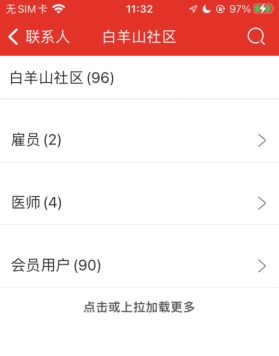 无SIM卡 11:32 97%
联系人 白羊山社区
白羊山社区 (96)
雇员 (2)
医师 (4)
会员用户 (90)
点击或上拉加载更多